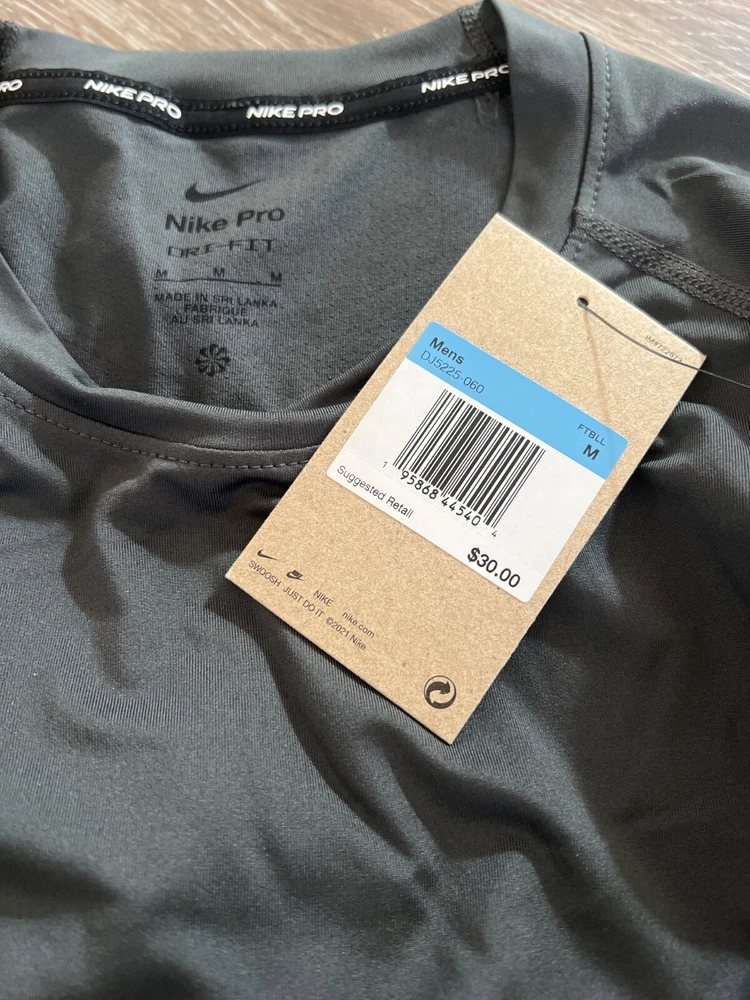 RO
NIKE PRO
NIKE PRO
NIKE PRO
Nike Pro
DRI-FIT
M M M
MADE IN SRI LANKA
FABRIQUE
AU SRI LANKA
Mens
DJ5225-060
FTBLL
M
1 95868 44540 4
Suggested Retail
$30.00
NIKE nike.com
SWOOSH JUST DO IT ©2021 Nike